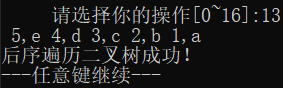 请选择你的操作[0~16]:13
5,e 4,d 3,c 2,b 1,a
后序遍历二叉树成功!
---任意键继续---